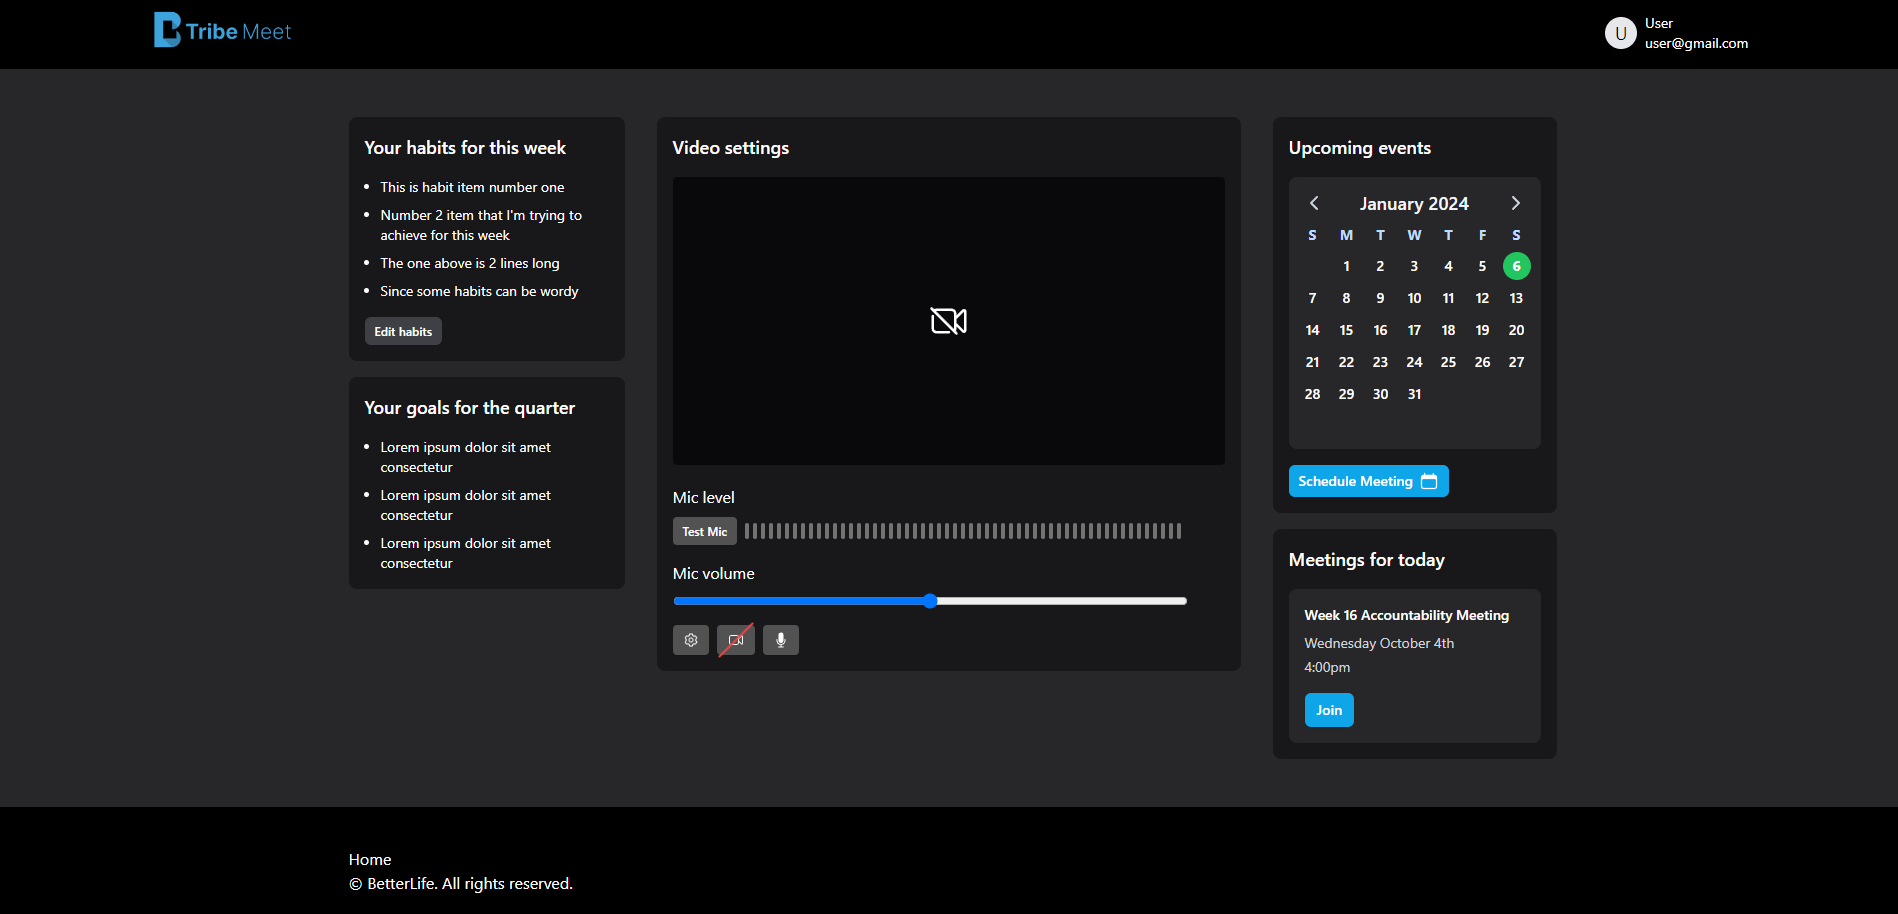 Tribe Meet
U
User
user@gmail.com
Your habits for this week
This is habit item number one
Number 2 item that I'm trying to
achieve for this week
The one above is 2 lines long
Since some habits can be wordy
Edit habits
Your goals for the quarter
Lorem ipsum dolor sit amet
consectetur
Lorem ipsum dolor sit amet
consectetur
Lorem ipsum dolor sit amet
consectetur
Video settings
Mic level
Test Mic
Mic volume
Upcoming events
January 2024
S M T W T F S
1 2 3 4 5 6
7 8 9 10 11 12 13
14 15 16 17 18 19 20
21 22 23 24 25 26 27
28 29 30 31
Schedule Meeting
Meetings for today
Week 16 Accountability Meeting
Wednesday October 4th
4:00pm
Join
Home
© BetterLife. All rights reserved.